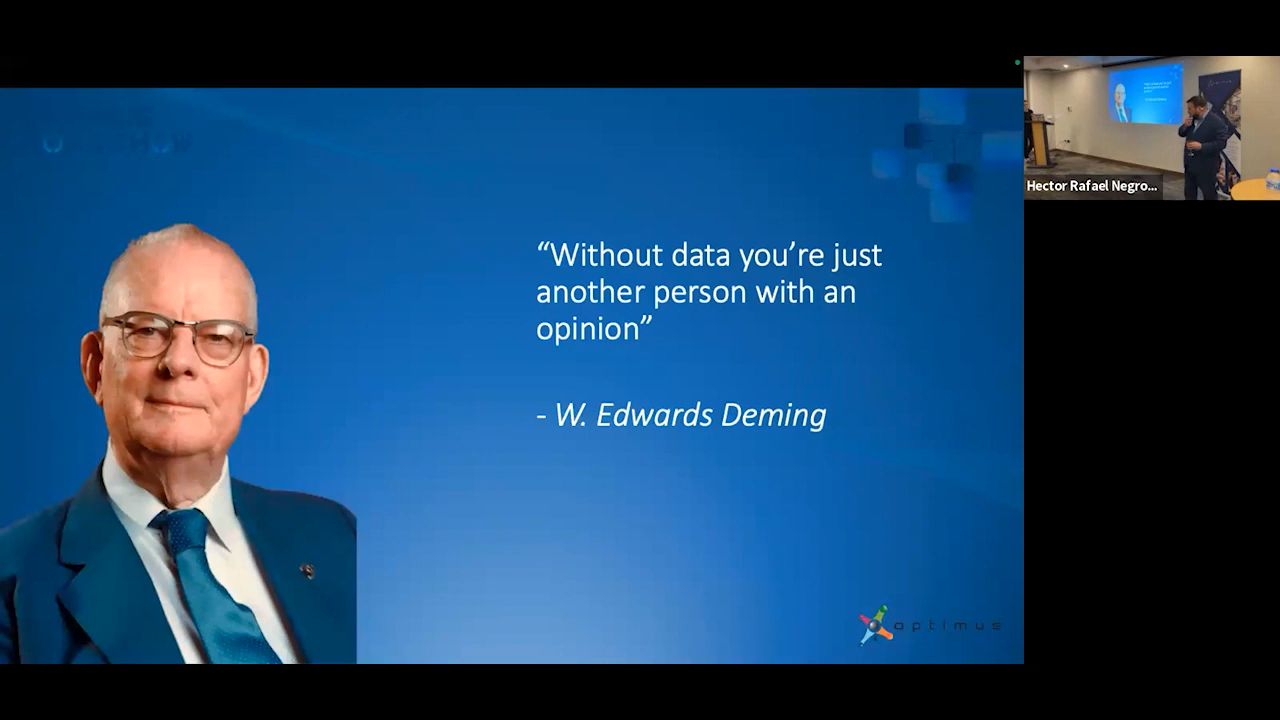 “Without data you’re just
another person with an
opinion”
- W. Edwards Deming
optimus
Hector Rafael Negro...